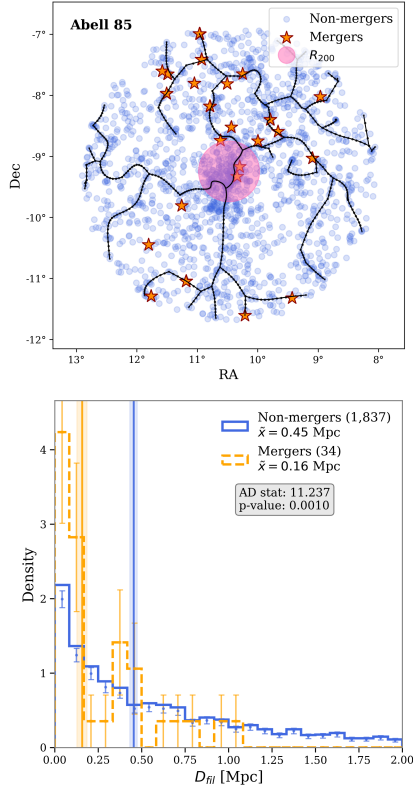 Abell 85
Non-mergers
Mergers
R200
-7°
-8°
-9°
-10°
-11°
-12°
Dec
13° 12° 11° 10° 9° 8°
RA
Non-mergers (1,837)
x̃ = 0.45 Mpc
Mergers (34)
x̃ = 0.16 Mpc
AD stat: 11.237
p-value: 0.0010
4
3
2
1
0
Density
0.00 0.25 0.50 0.75 1.00 1.25 1.50 1.75 2.00
Dfil [Mpc]